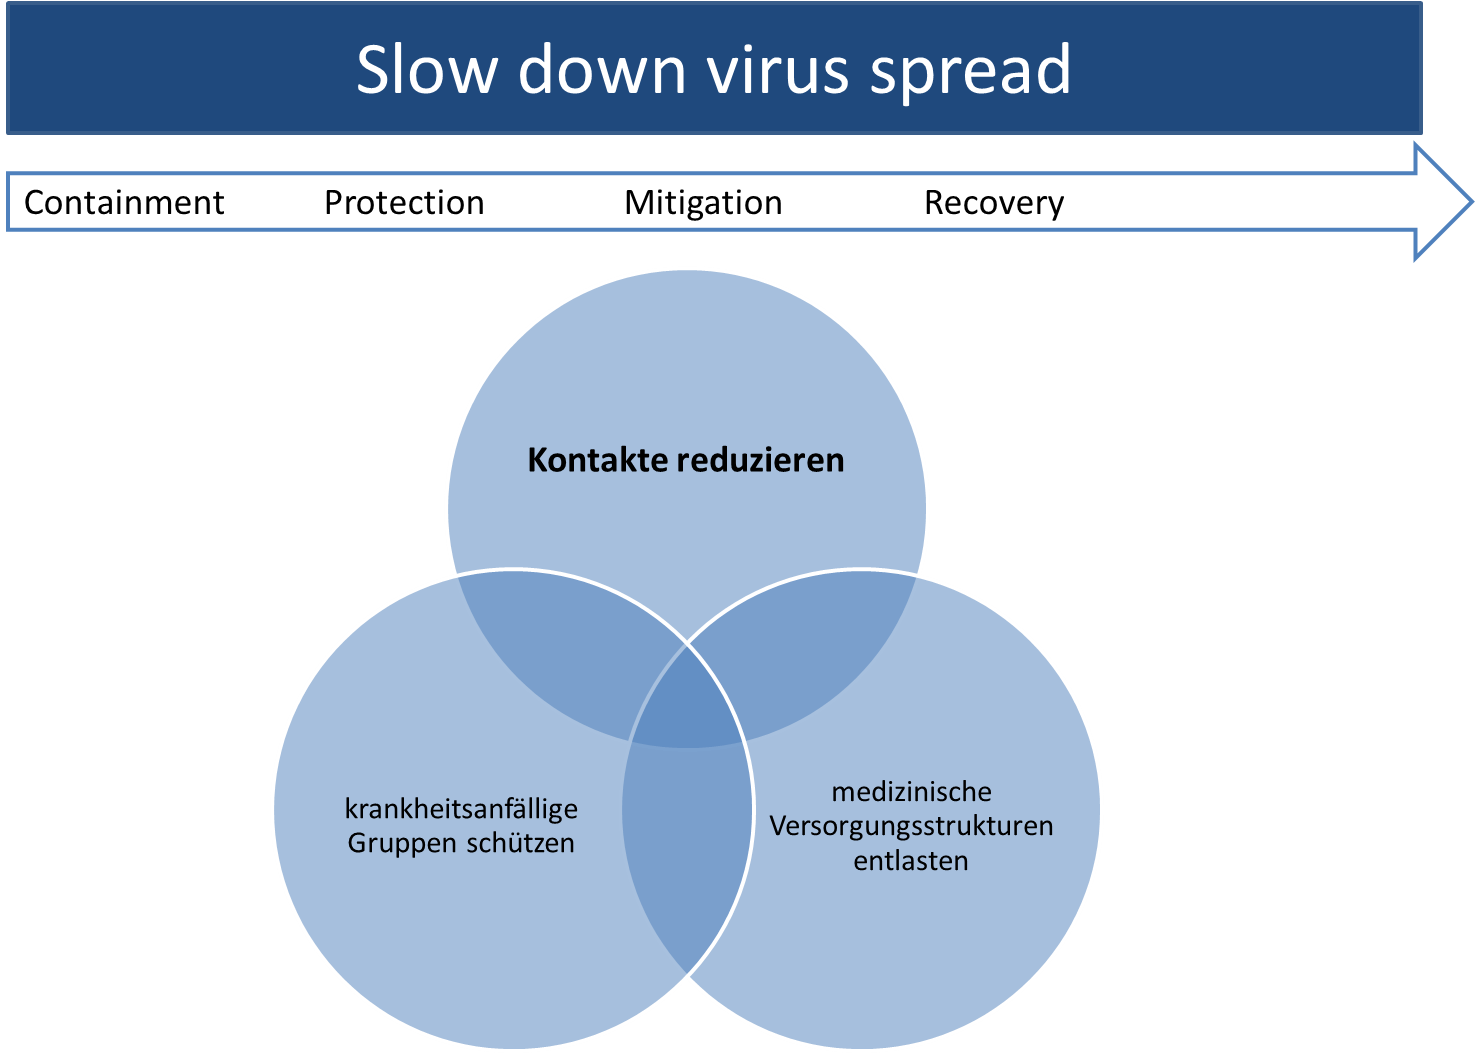 Slow down virus spread
Containment Protection Mitigation Recovery
Kontakte reduzieren
krankheitsanfällige
Gruppen schützen
medizinische
Versorgungsstrukturen
entlasten